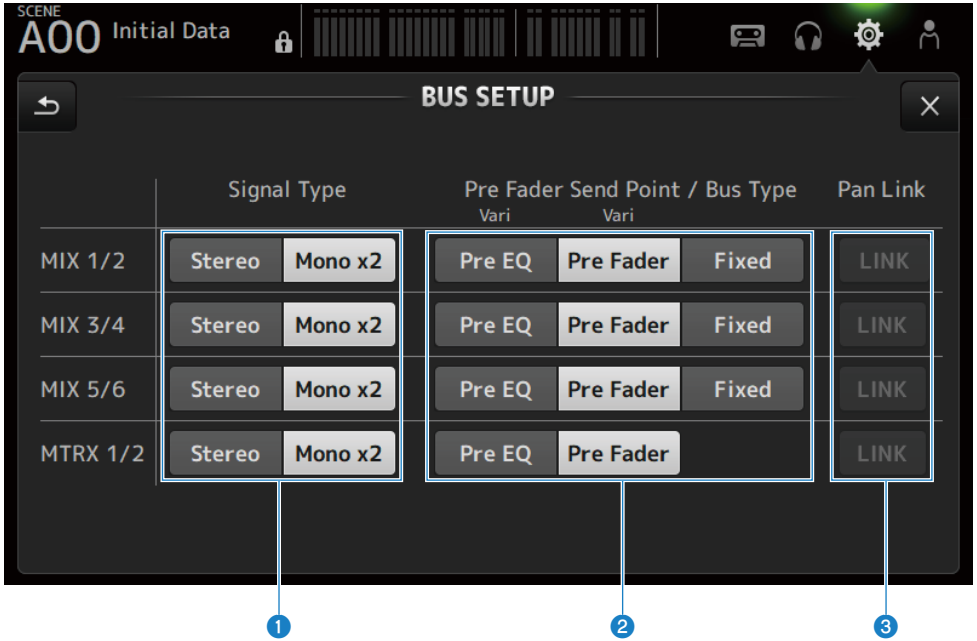 SCENE
A00 Initial Data
BUS SETUP
Signal Type Pre Fader Send Point / Bus Type Pan Link
Vari Vari
MIX 1/2 Stereo Mono x2 Pre EQ Pre Fader Fixed LINK
MIX 3/4 Stereo Mono x2 Pre EQ Pre Fader Fixed LINK
MIX 5/6 Stereo Mono x2 Pre EQ Pre Fader Fixed LINK
MTRX 1/2 Stereo Mono x2 Pre EQ Pre Fader LINK
1 2 3